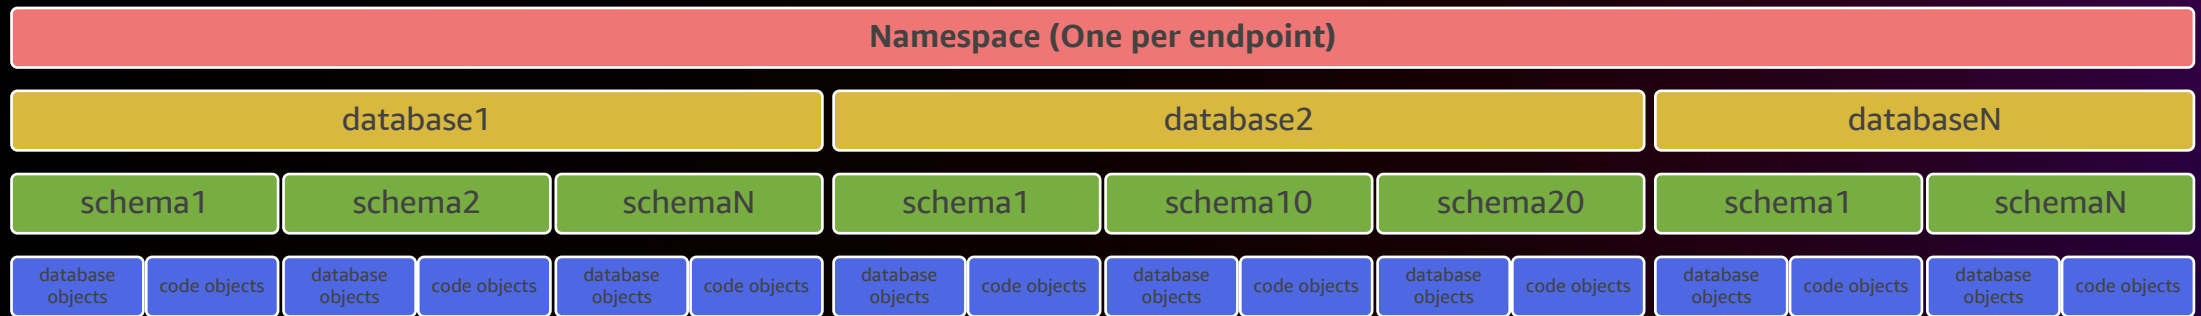 Namespace (One per endpoint)
database1
database2
databaseN
schema1
schema2
schemaN
schema1
schema10
schema20
schema1
schemaN
database
objects
code objects
database
objects
code objects
database
objects
code objects
database
objects
code objects
database
objects
code objects
database
objects
code objects
database
objects
code objects
database
objects
code objects